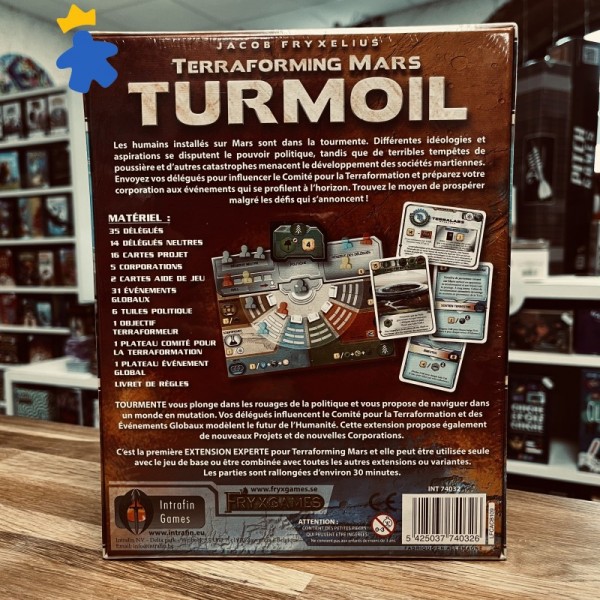 JACOB FRYXELIUS
TERRAFORMING MARS
TURMOIL
Les humains installés sur Mars sont dans la tourmente. Différentes idéologies et
aspirations se disputent le pouvoir politique, tandis que de terribles tempêtes de
poussière et d'autres catastrophes menacent le développement des sociétés martiennes.
Envoyez vos délégués pour influencer le Comité pour la Terraformation et préparez votre
corporation aux événements qui se profilent à l'horizon. Trouvez le moyen de prospérer
malgré les défis qui s'annoncent !
MATÉRIEL :
35 DÉLÉGUÉS
14 DÉLÉGUÉS NEUTRES
16 CARTES PROJET
5 CORPORATIONS
2 CARTES AIDE DE JEU
31 ÉVÉNEMENTS
GLOBAUX
6 TUILES POLITIQUE
1 OBJECTIF
TERRAFORMEUR
1 PLATEAU COMITÉ POUR
LA TERRAFORMATION
1 PLATEAU ÉVÉNEMENT
GLOBAL
LIVRET DE RÈGLES
TOURMENTE vous plonge dans les rouages de la politique et vous propose de naviguer dans
un monde en mutation. Vos délégués influencent le Comité pour la Terraformation et des
Événements Globaux modèlent le futur de l'Humanité. Cette extension propose également
de nouveaux Projets et de nouvelles Corporations.
C'est la première EXTENSION EXPERTE pour Terraforming Mars et elle peut être utilisée seule
avec le jeu de base ou être combinée avec toutes les autres extensions ou variantes.
Les parties sont rallongées d'environ 30 minutes.
Intrafin
Games
www.intrafin.eu
www.fryxgames.se
FRYXGAMES
ATTENTION :
0-3
CE
INT 74032
5 425037 740326